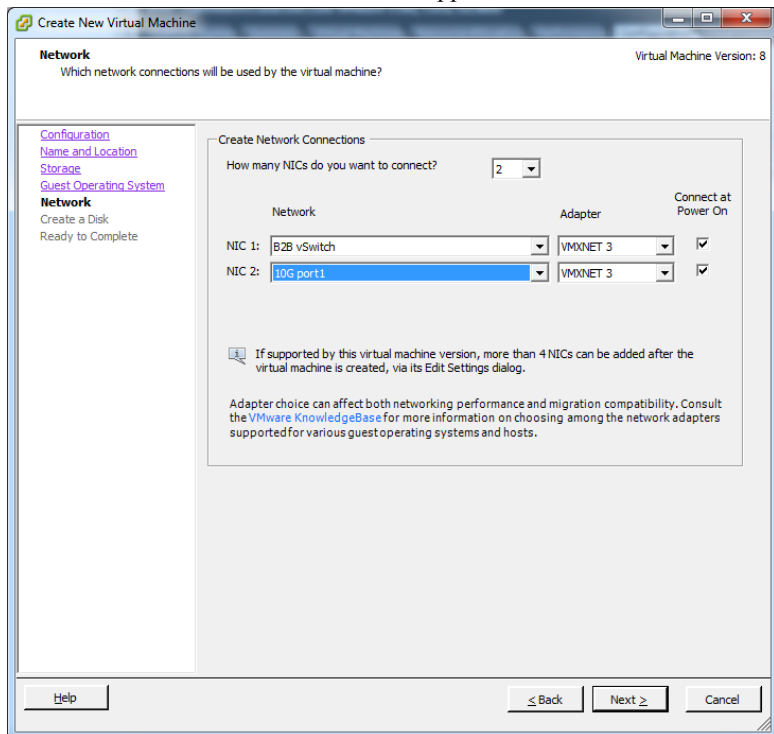 Create New Virtual Machine
Network
Which network connections will be used by the virtual machine?
Virtual Machine Version: 8
Configuration
Name and Location
Storage
Guest Operating System
Network
Create a Disk
Ready to Complete
Create Network Connections
How many NICs do you want to connect?
2
Network
Adapter
Connect at
Power On
NIC 1:
B2B vSwitch
VMXNET 3
NIC 2:
10G port1
VMXNET 3
If supported by this virtual machine version, more than 4 NICs can be added after the
virtual machine is created, via its Edit Settings dialog.
Adapter choice can affect both networking performance and migration compatibility. Consult
the VMware KnowledgeBase for more information on choosing among the network adapters
supported for various guest operating systems and hosts.
Help
< Back
Next >
Cancel